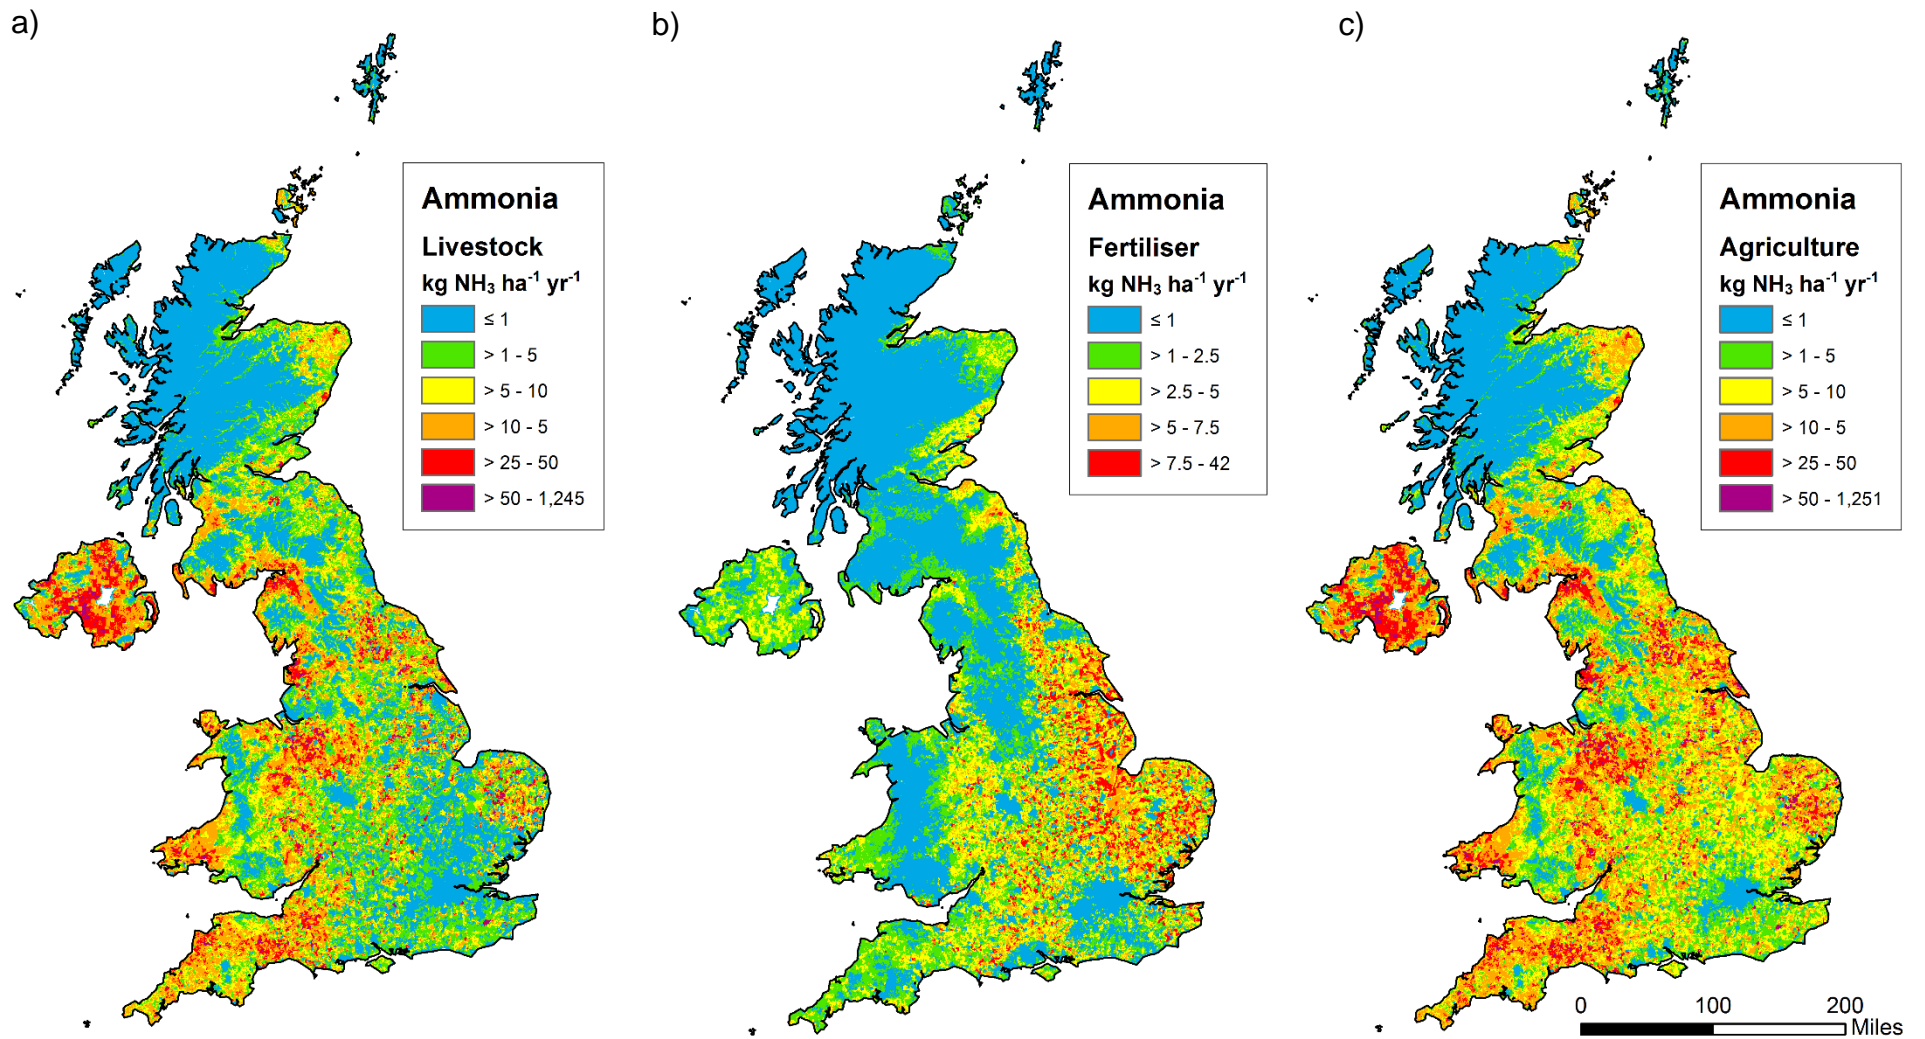 a)
Ammonia
Livestock
kg NH₃ ha⁻¹ yr⁻¹
≤ 1
> 1 - 5
> 5 - 10
> 10 - 5
> 25 - 50
> 50 - 1,245
b)
Ammonia
Fertiliser
kg NH₃ ha⁻¹ yr⁻¹
≤ 1
> 1 - 2.5
> 2.5 - 5
> 5 - 7.5
> 7.5 - 42
c)
Ammonia
Agriculture
kg NH₃ ha⁻¹ yr⁻¹
≤ 1
> 1 - 5
> 5 - 10
> 10 - 5
> 25 - 50
> 50 - 1,251
0 100 200
Miles